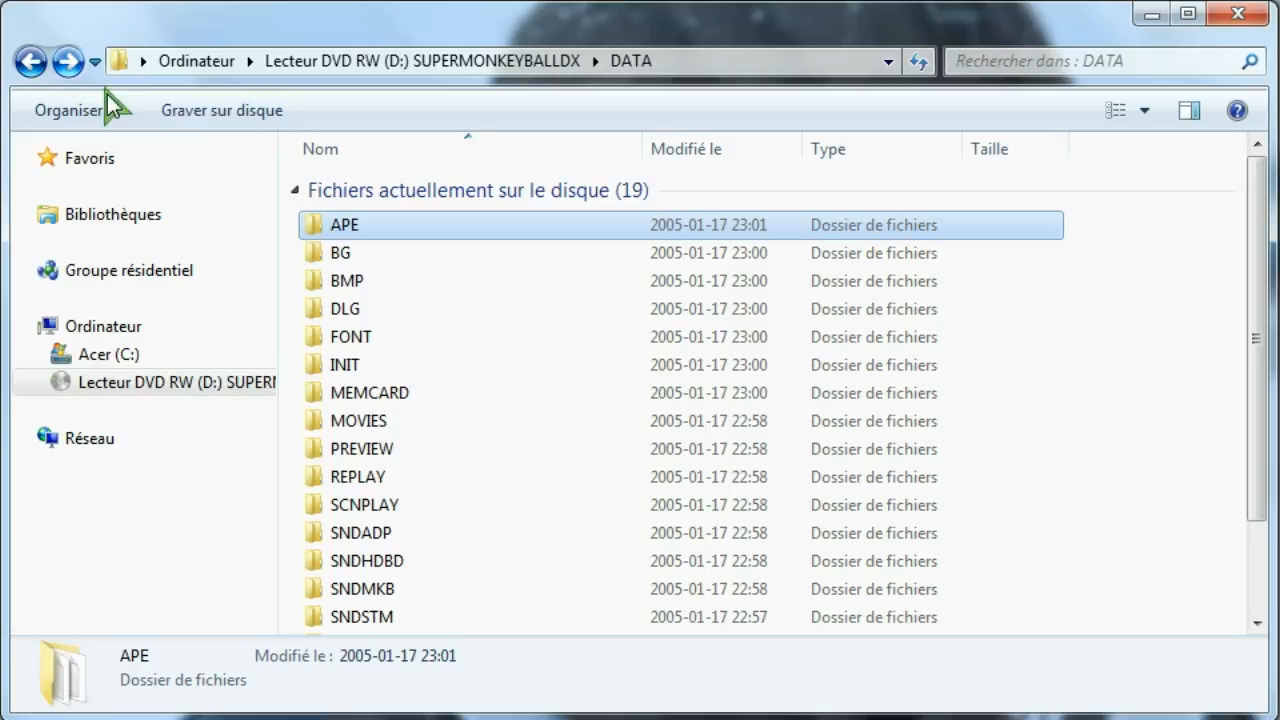 Ordinateur Lecteur DVD RW (D:) SUPERMONKEYBALLDX DATA Rechercher dans : DATA
Organiser Graver sur disque
Favoris
Bibliothèques
Groupe résidentiel
Ordinateur
Acer (C:)
Lecteur DVD RW (D:) SUPER
Réseau
Nom Modifié le Type Taille
Fichiers actuellement sur le disque (19)
APE 2005-01-17 23:01 Dossier de fichiers
BG 2005-01-17 23:00 Dossier de fichiers
BMP 2005-01-17 23:00 Dossier de fichiers
DLG 2005-01-17 23:00 Dossier de fichiers
FONT 2005-01-17 23:00 Dossier de fichiers
INIT 2005-01-17 23:00 Dossier de fichiers
MEMCARD 2005-01-17 23:00 Dossier de fichiers
MOVIES 2005-01-17 22:58 Dossier de fichiers
PREVIEW 2005-01-17 22:58 Dossier de fichiers
REPLAY 2005-01-17 22:58 Dossier de fichiers
SCNPLAY 2005-01-17 22:58 Dossier de fichiers
SNDADP 2005-01-17 22:58 Dossier de fichiers
SNDHDBD 2005-01-17 22:58 Dossier de fichiers
SNDMKB 2005-01-17 22:58 Dossier de fichiers
SNDSTM 2005-01-17 22:57 Dossier de fichiers
APE Modifié le : 2005-01-17 23:01
Dossier de fichiers